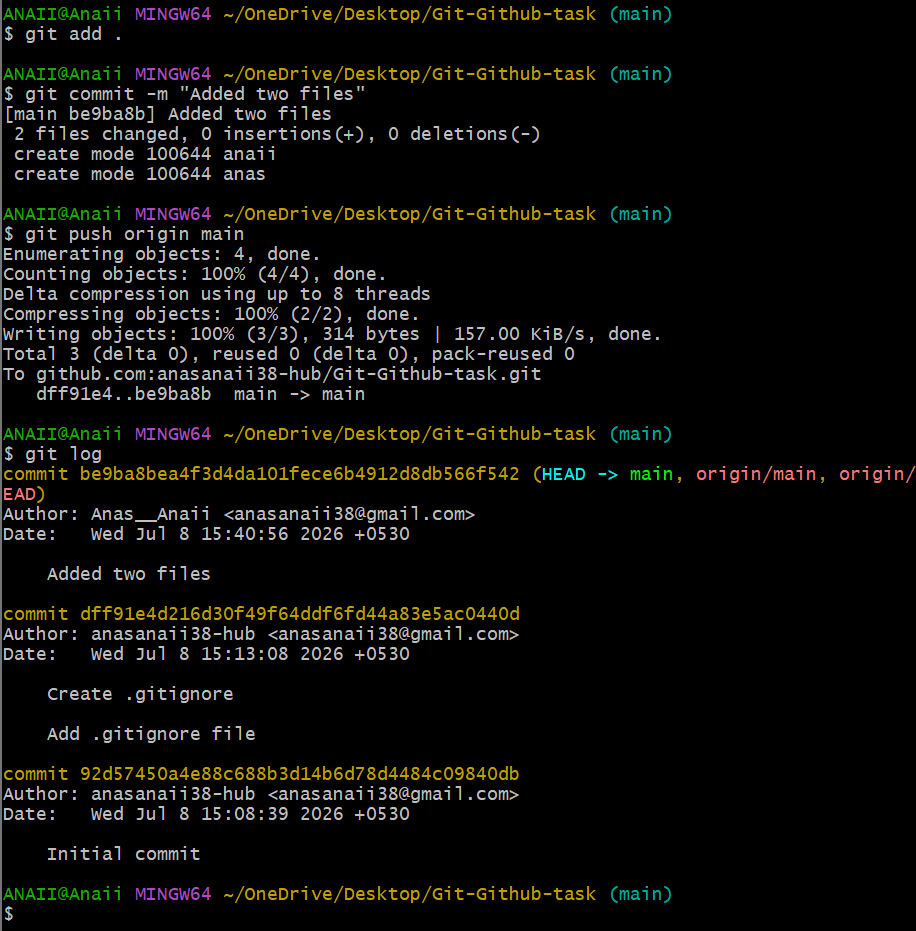 ANAII@Anaii MINGW64 ~/OneDrive/Desktop/Git-Github-task (main)
$ git add .
ANAII@Anaii MINGW64 ~/OneDrive/Desktop/Git-Github-task (main)
$ git commit -m "Added two files"
[main be9ba8b] Added two files
 2 files changed, 0 insertions(+), 0 deletions(-)
 create mode 100644 anaii
 create mode 100644 anas
ANAII@Anaii MINGW64 ~/OneDrive/Desktop/Git-Github-task (main)
$ git push origin main
Enumerating objects: 4, done.
Counting objects: 100% (4/4), done.
Delta compression using up to 8 threads
Compressing objects: 100% (2/2), done.
Writing objects: 100% (3/3), 314 bytes | 157.00 KiB/s, done.
Total 3 (delta 0), reused 0 (delta 0), pack-reused 0
To github.com:anasanaii38-hub/Git-Github-task.git
   dff91e4..be9ba8b  main -> main
ANAII@Anaii MINGW64 ~/OneDrive/Desktop/Git-Github-task (main)
$ git log
commit be9ba8bea4f3d4da101fece6b4912d8db566f542 (HEAD -> main, origin/main, origin/
EAD)
Author: Anas__Anaii <anasanaii38@gmail.com>
Date:   Wed Jul 8 15:40:56 2026 +0530
    Added two files
commit dff91e4d216d30f49f64ddf6fd44a83e5ac0440d
Author: anasanaii38-hub <anasanaii38@gmail.com>
Date:   Wed Jul 8 15:13:08 2026 +0530
    Create .gitignore
    Add .gitignore file
commit 92d57450a4e88c688b3d14b6d78d4484c09840db
Author: anasanaii38-hub <anasanaii38@gmail.com>
Date:   Wed Jul 8 15:08:39 2026 +0530
    Initial commit
ANAII@Anaii MINGW64 ~/OneDrive/Desktop/Git-Github-task (main)
$